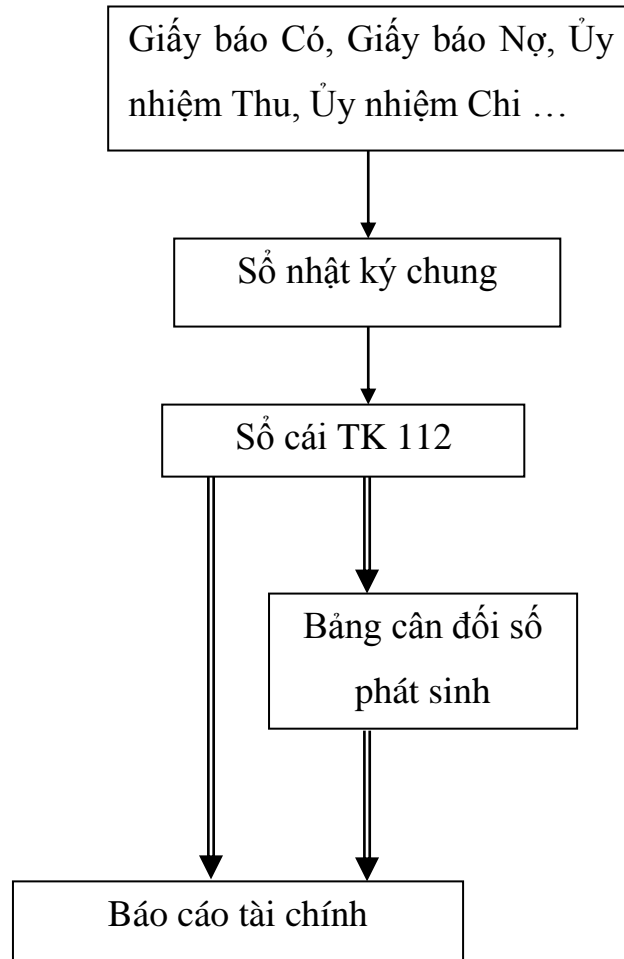 Giấy báo Có, Giấy báo Nợ, Ủy
nhiệm Thu, Ủy nhiệm Chi …
Sổ nhật ký chung
Sổ cái TK 112
Bảng cân đối số
phát sinh
Báo cáo tài chính